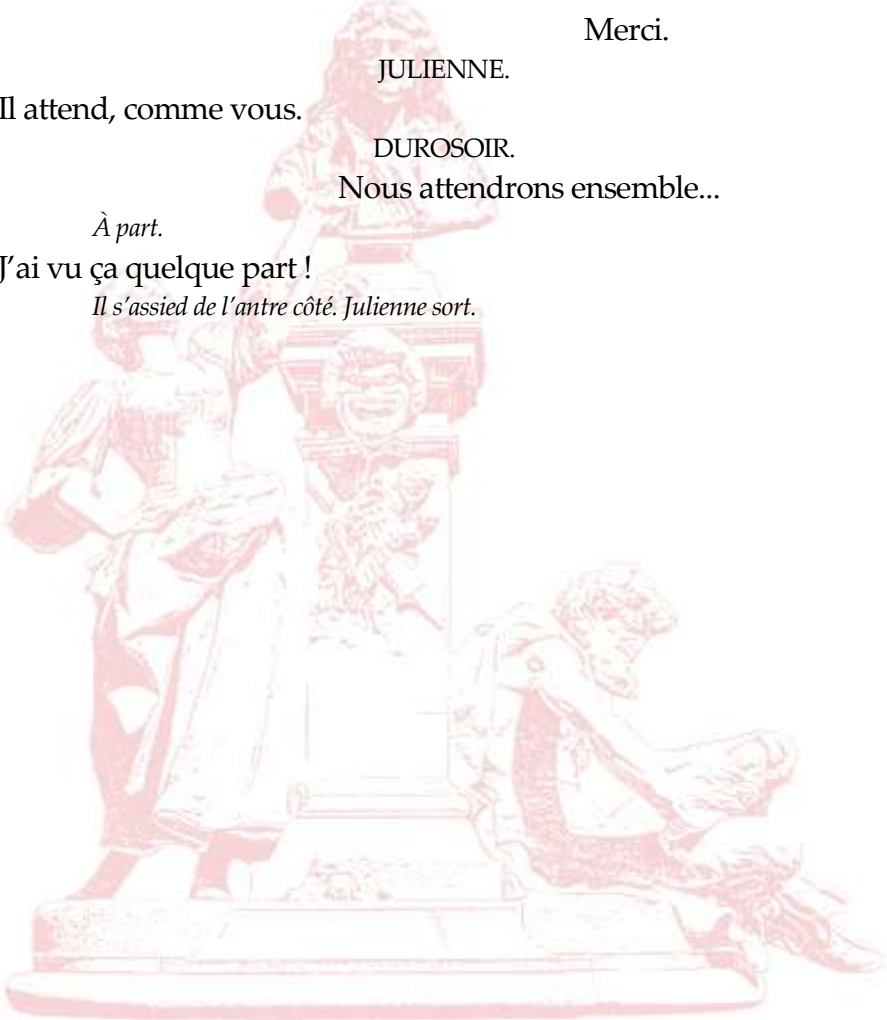 Merci.
JULIENNE.
Il attend, comme vous.
DUROSOIR.
Nous attendrons ensemble...
À part.
J'ai vu ça quelque part !
Il s'assied de l'antre côté. Julienne sort.